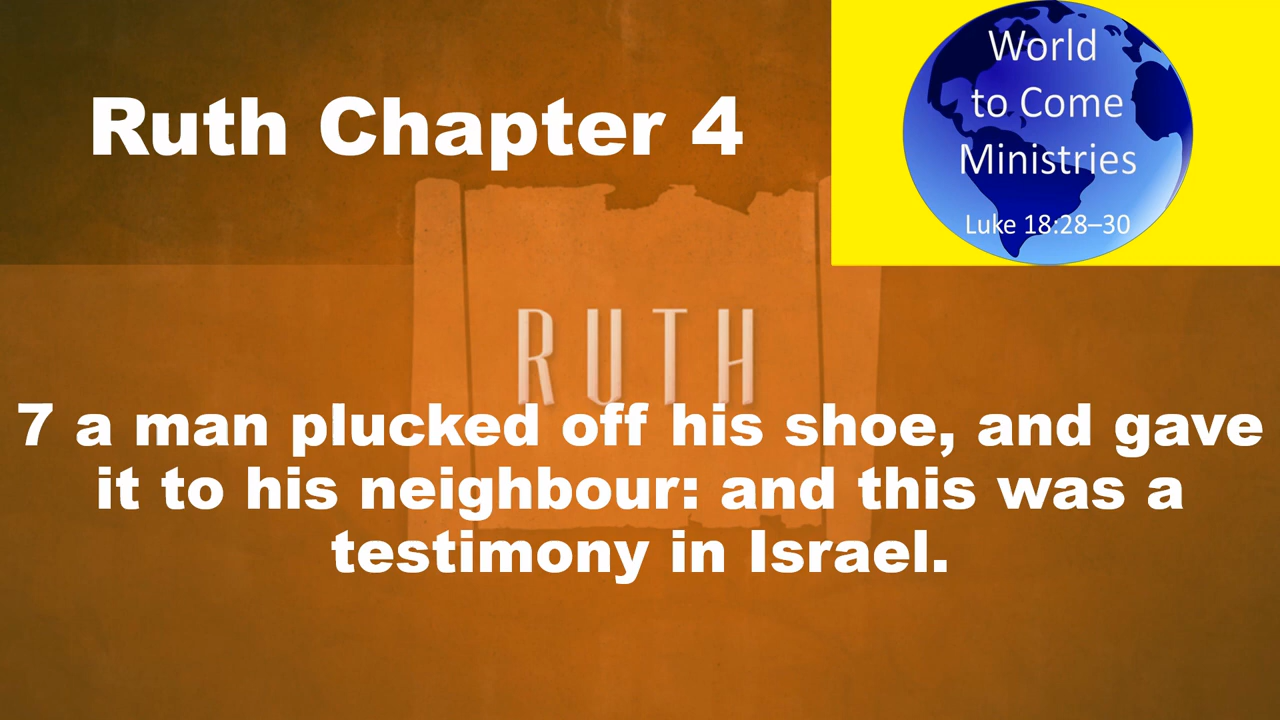 Ruth Chapter 4
World
to Come
Ministries
Luke 18:28–30
RUTH
7 a man plucked off his shoe, and gave
it to his neighbour: and this was a
testimony in Israel.